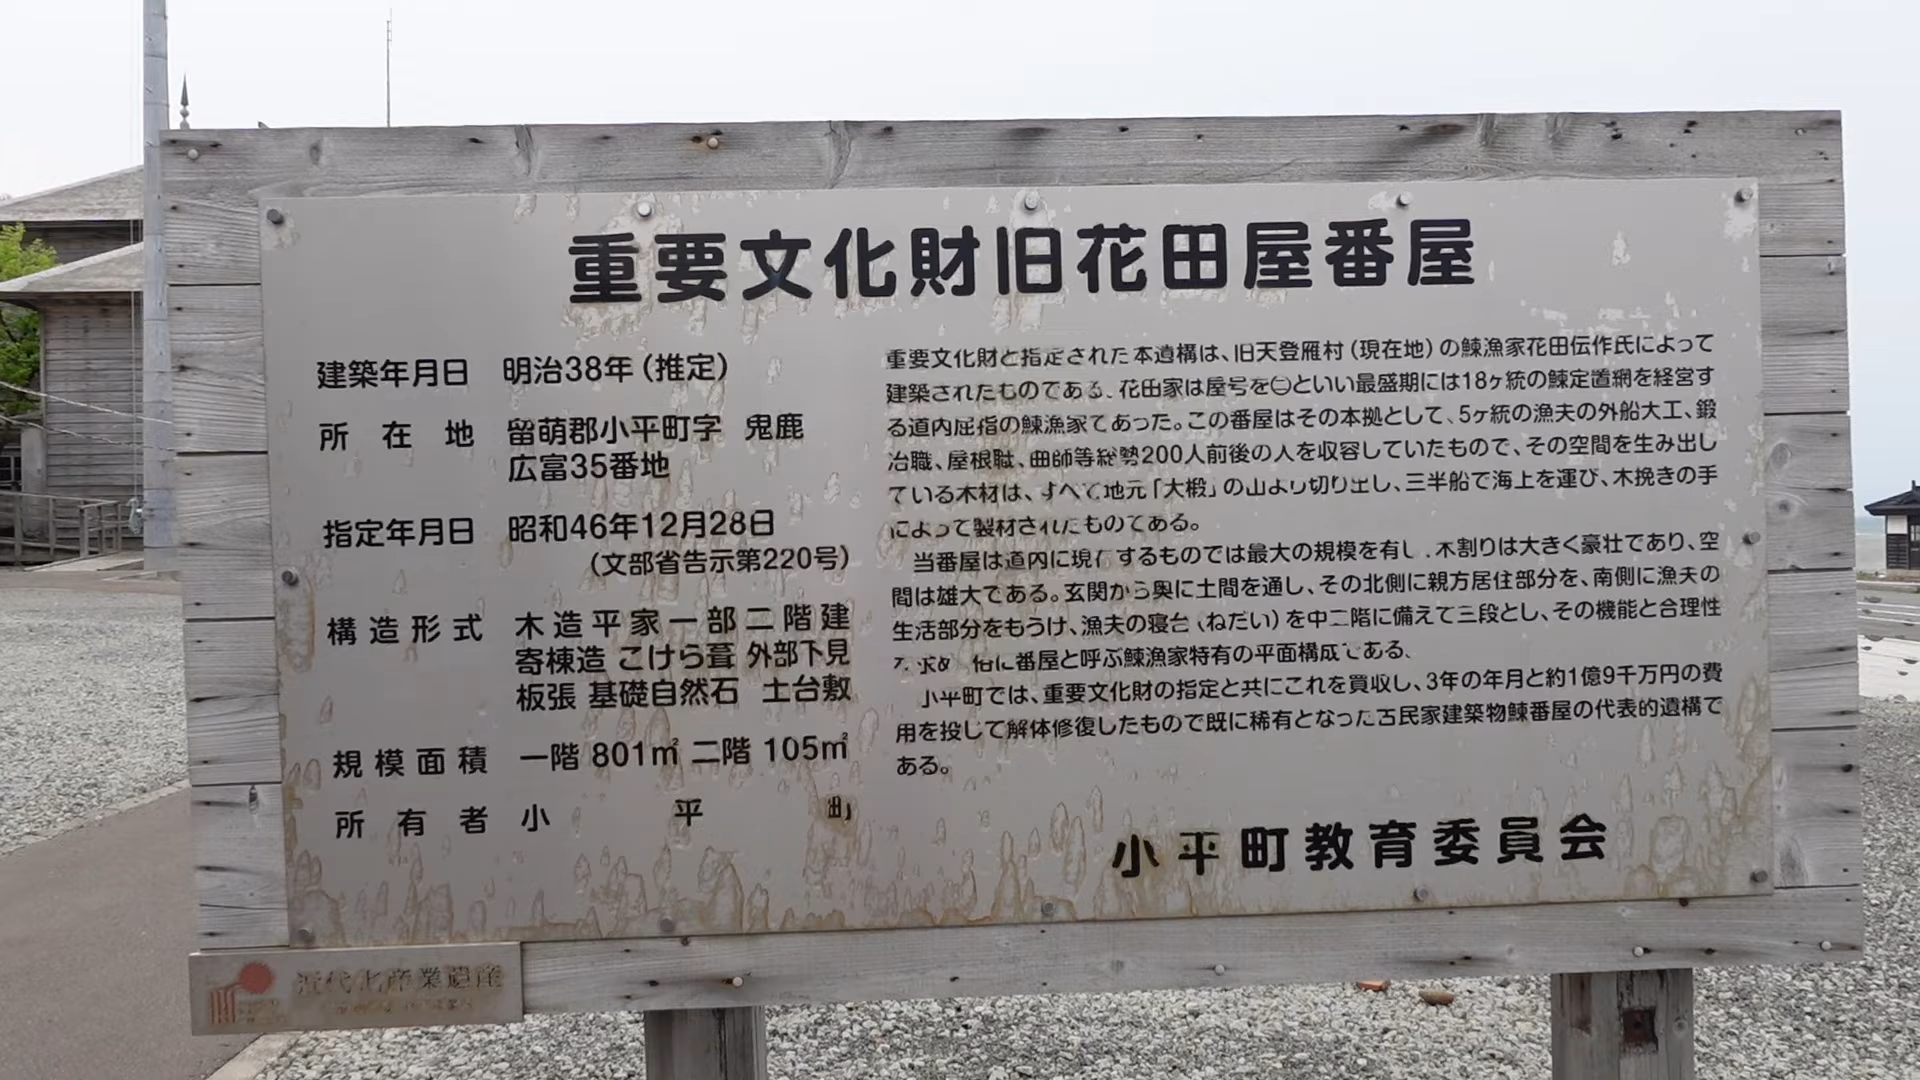 重要文化財旧花田屋番屋
建築年月日 明治38年(推定)
所在地 留萌郡小平町字 鬼鹿
広富35番地
指定年月日 昭和46年12月28日
(文部省告示第220号)
構造形式 木造平家一部二階建
寄棟造 こけら葺 外部下見
板張 基礎自然石 土台敷
規模面積 一階 801㎡ 二階 105㎡
所有者 小平町
重要文化財と指定された本遺構は、旧天登雁村(現在地)の鰊漁家花田伝作氏によって
建築されたものである。花田家は屋号を といい最盛期には18ヶ統の鰊定置網を経営す
る道内屈指の鰊漁家てあった。この番屋はその本拠として、5ヶ統の漁夫の外船大工、鍛
冶職、屋根職、曲師等総勢200人前後の人を収容していたもので、その空間を生み出し
ている木材は、すべて地元「大椴」の山より切り出し、三半船で海上を運び、木挽きの手
によって製材されたものてある。
当番屋は道内に現存するものでは最大の規模を有し、木割りは大きく豪壮であり、空
間は雄大である。玄関から奥に土間を通し、その北側に親方居住部分を、南側に漁夫の
生活部分をもうけ、漁夫の寝台(ねだい)を中二階に備えて三段とし、その機能と合理性
を求め 俗に番屋と呼ぶ鰊漁家特有の平面構成である。
小平町では、重要文化財の指定と共にこれを買収し、3年の年月と約1億9千万円の費
用を投じて解体修復したもので既に稀有となった古民家建築物鰊番屋の代表的遺構で
ある。
小平町教育委員会
近代化産業遺産